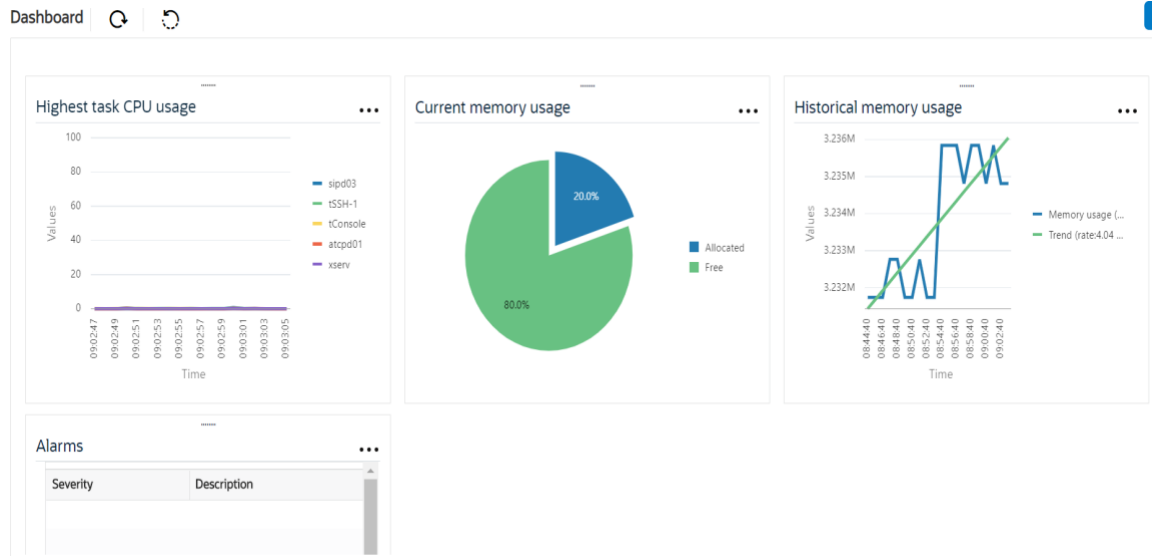 Dashboard
Highest task CPU usage
100
80
60
40
20
0
Values
09:02:47
09:02:49
09:02:51
09:02:53
09:02:55
09:02:57
09:02:59
09:03:01
09:03:03
09:03:05
Time
sipd03
tSSH-1
tConsole
atcpd01
xserv
Current memory usage
20.0%
80.0%
Allocated
Free
Historical memory usage
3.236M
3.235M
3.234M
3.233M
3.232M
Values
08:44:40
08:46:40
08:48:40
08:50:40
08:52:40
08:54:40
08:56:40
08:58:40
09:00:40
09:02:40
Time
Memory usage (...
Trend (rate:4.04 ...
Alarms
Severity Description